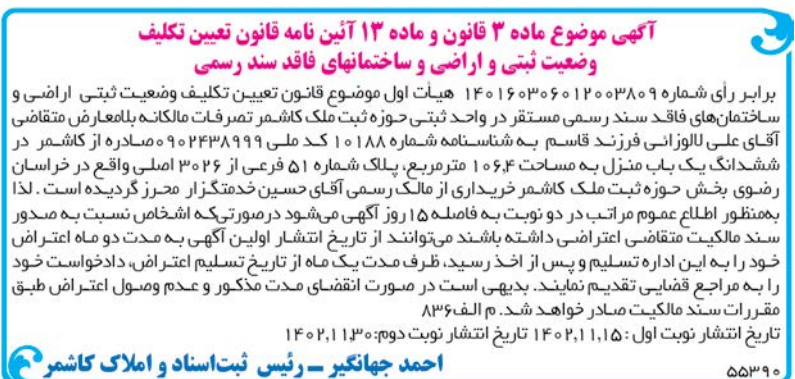 آگهی موضوع ماده ۳ قانون و ماده ۱۳ آئین نامه قانون تعیین تکلیف
وضعیت ثبتی و اراضی و ساختمانهای فاقد سند رسمی
برابر رأی شماره ۱۴۰۱۶۰۳۰۶۰۱۲۰۰۳۸۰۹ هیأت اول موضوع قانون تعیین تکلیف وضعیت ثبتی اراضی و
ساختمان‌های فاقد سند رسمی مستقر در واحد ثبتی حوزه ثبت ملک کاشمر تصرفات مالکانه بلامعارض متقاضی
آقای علی لالوزائی فرزند قاسم به شناسنامه شماره ۱۰۱۸۸ کد ملی ۰۹۰۲۴۳۸۹۹۹ صادره از کاشمر در
ششدانگ یک باب منزل به مساحت ۱۰۶,۴ مترمربع، پلاک شماره ۵۱ فرعی از ۳۰۲۶ اصلی واقع در خراسان
رضوی بخش حوزه ثبت ملک کاشمر خریداری از مالک رسمی آقای حسین خدمتگزار محرز گردیده است . لذا
به‌منظور اطلاع عموم مراتب در دو نوبت به فاصله ۱۵ روز آگهی می‌شود درصورتی‌که اشخاص نسبت به صدور
سند مالکیت متقاضی اعتراضی داشته باشند می‌توانند از تاریخ انتشار اولین آگهی به مدت دو ماه اعتراض
خود را به این اداره تسلیم و پس از اخذ رسید، ظرف مدت یک ماه از تاریخ تسلیم اعتراض، دادخواست خود
را به مراجع قضایی تقدیم نمایند. بدیهی است در صورت انقضای مدت مذکور و عدم وصول اعتراض طبق
مقررات سند مالکیت صادر خواهد شد. م الف ۸۳۶
تاریخ انتشار نوبت اول : ۱۴۰۲,۱۱,۱۵ تاریخ انتشار نوبت دوم: ۱۴۰۲,۱۱,۳۰
احمد جهانگیر – رئیس ثبت‌اسناد و املاک کاشمر
۵۵۳۹۰